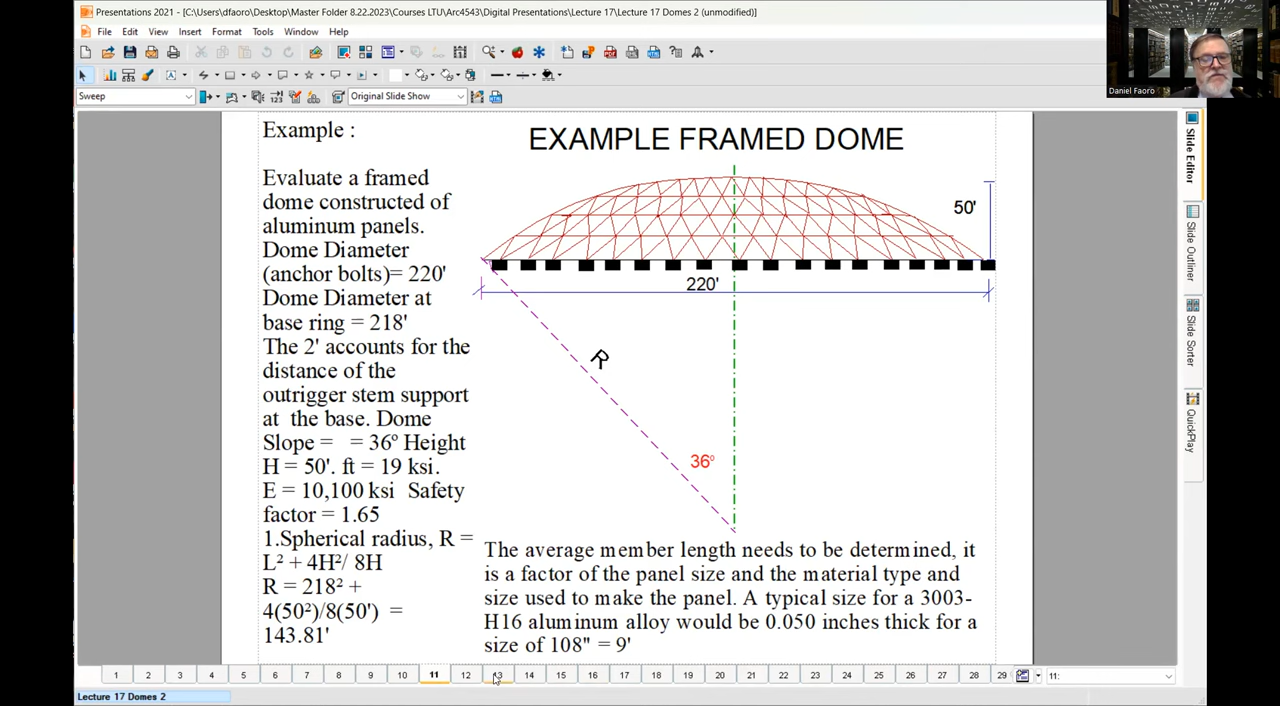 Presentations 2021 - [C:\Users\dfaoro\Desktop\Master Folder 8.22.2023\Courses LTU\Arc4543\Digital Presentations\Lecture 17\Lecture 17 Domes 2 (unmodified)]
File Edit View Insert Format Tools Window Help
Sweep
Original Slide Show
Daniel Faoro
Slide Editor
Slide Outliner
Slide Sorter
QuickPlay
EXAMPLE FRAMED DOME
Example :
Evaluate a framed
dome constructed of
aluminum panels.
Dome Diameter
(anchor bolts)= 220'
Dome Diameter at
base ring = 218'
The 2' accounts for the
distance of the
outrigger stem support
at the base. Dome
Slope = = 36º Height
H = 50'. ft = 19 ksi.
E = 10,100 ksi Safety
factor = 1.65
1.Spherical radius, R =
L² + 4H²/ 8H
R = 218² +
4(50²)/8(50') =
143.81'
50'
220'
R
36°
The average member length needs to be determined, it
is a factor of the panel size and the material type and
size used to make the panel. A typical size for a 3003-
H16 aluminum alloy would be 0.050 inches thick for a
size of 108" = 9'
1 2 3 4 5 6 7 8 9 10 11 12 13 14 15 16 17 18 19 20 21 22 23 24 25 26 27 28 29 11:
Lecture 17 Domes 2